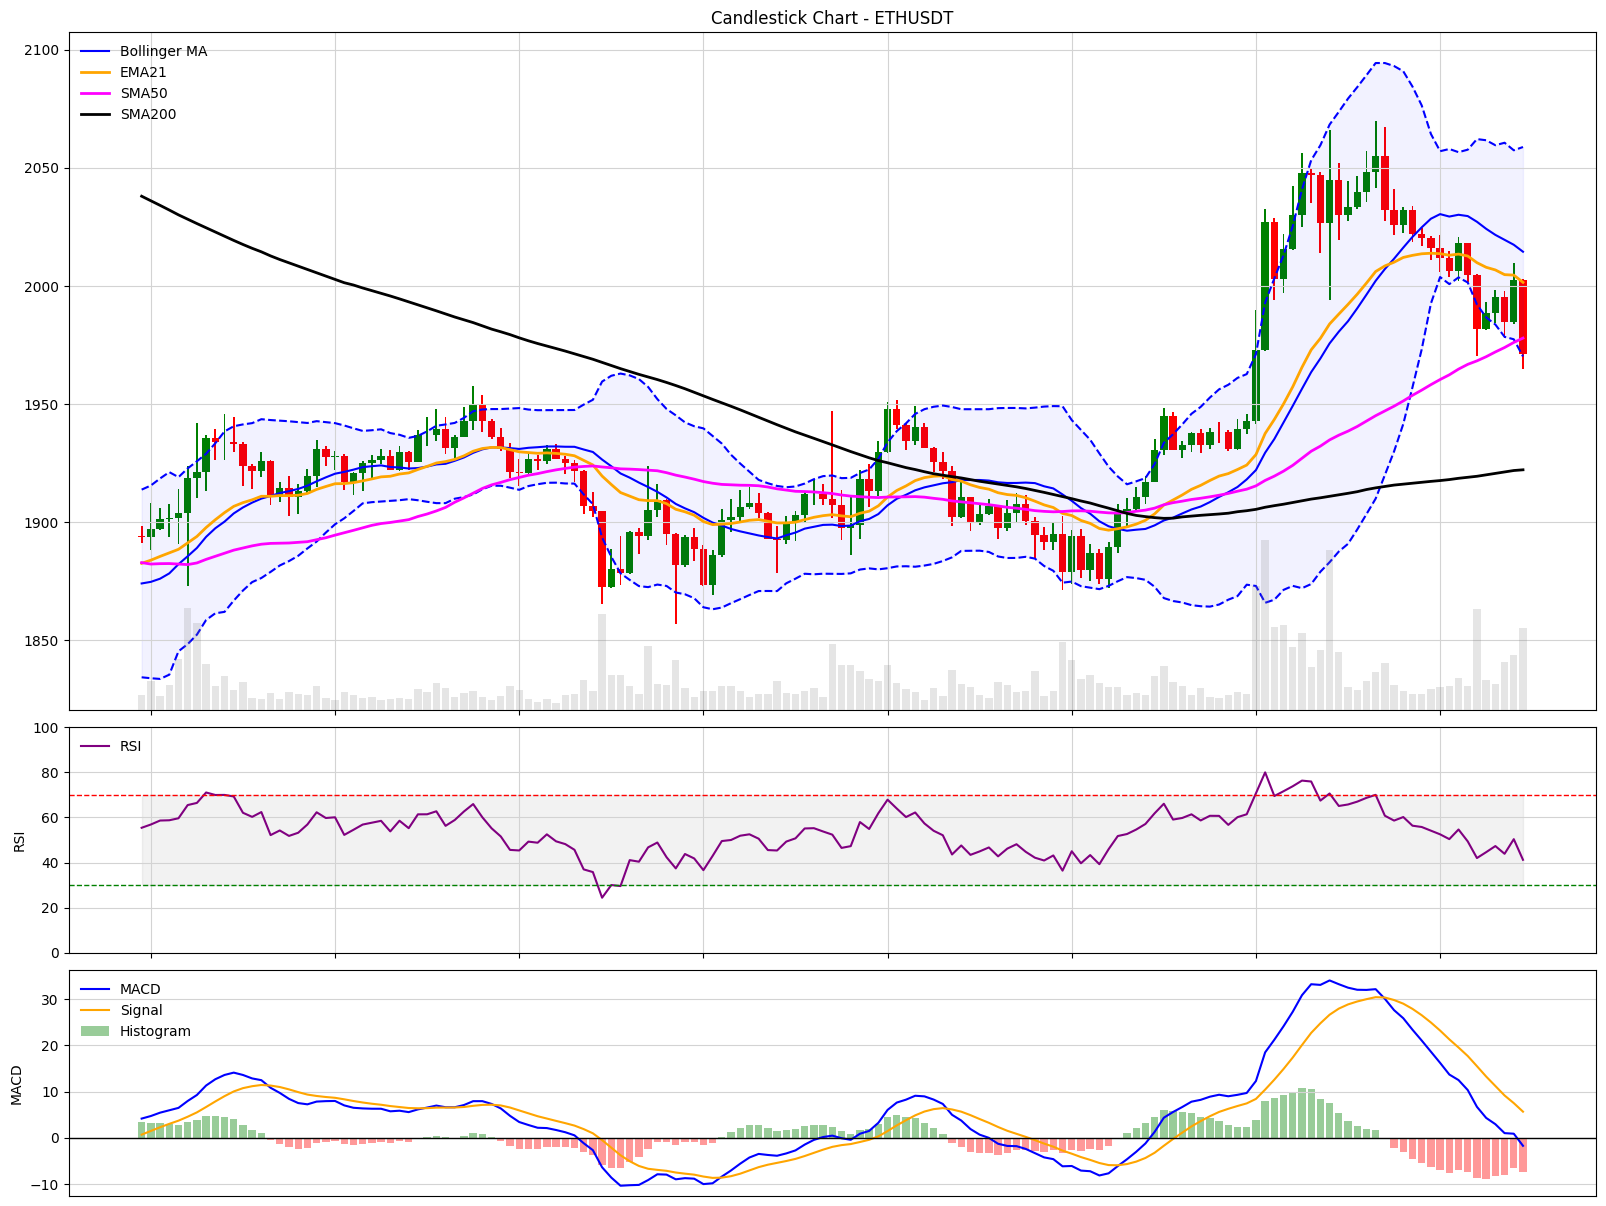 Candlestick Chart - ETHUSDT
Bollinger MA
EMA21
SMA50
SMA200
2100
2050
2000
1950
1900
1850
RSI
100
80
60
40
20
0
RSI
MACD
Signal
Histogram
30
20
10
0
−10
MACD